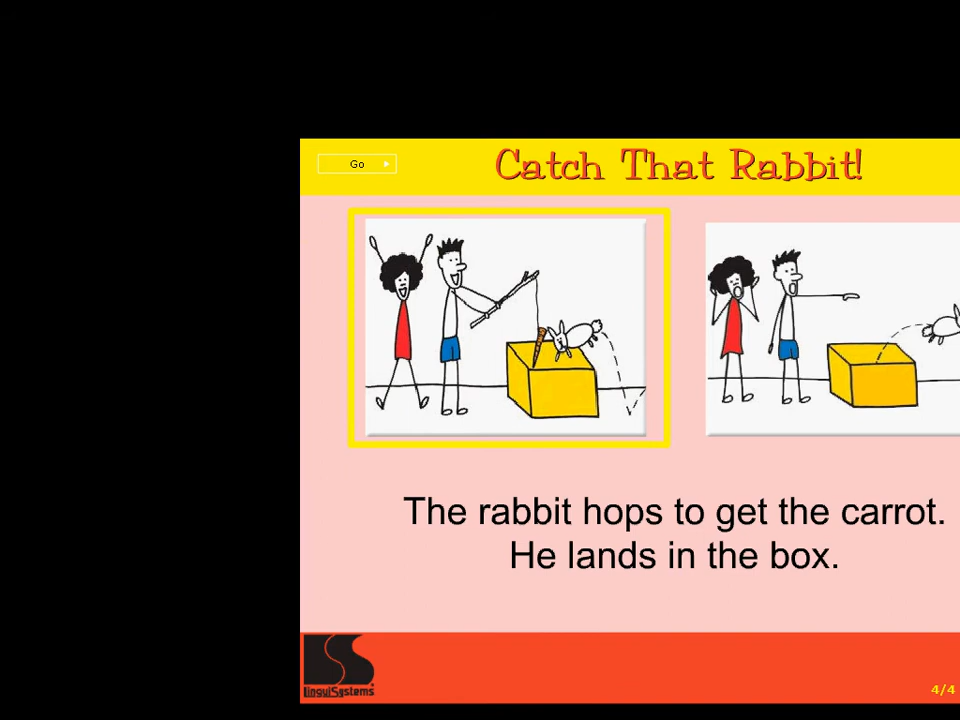 Go
Catch That Rabbit!
The rabbit hops to get the carrot.
He lands in the box.
LinguiSystems
4/4